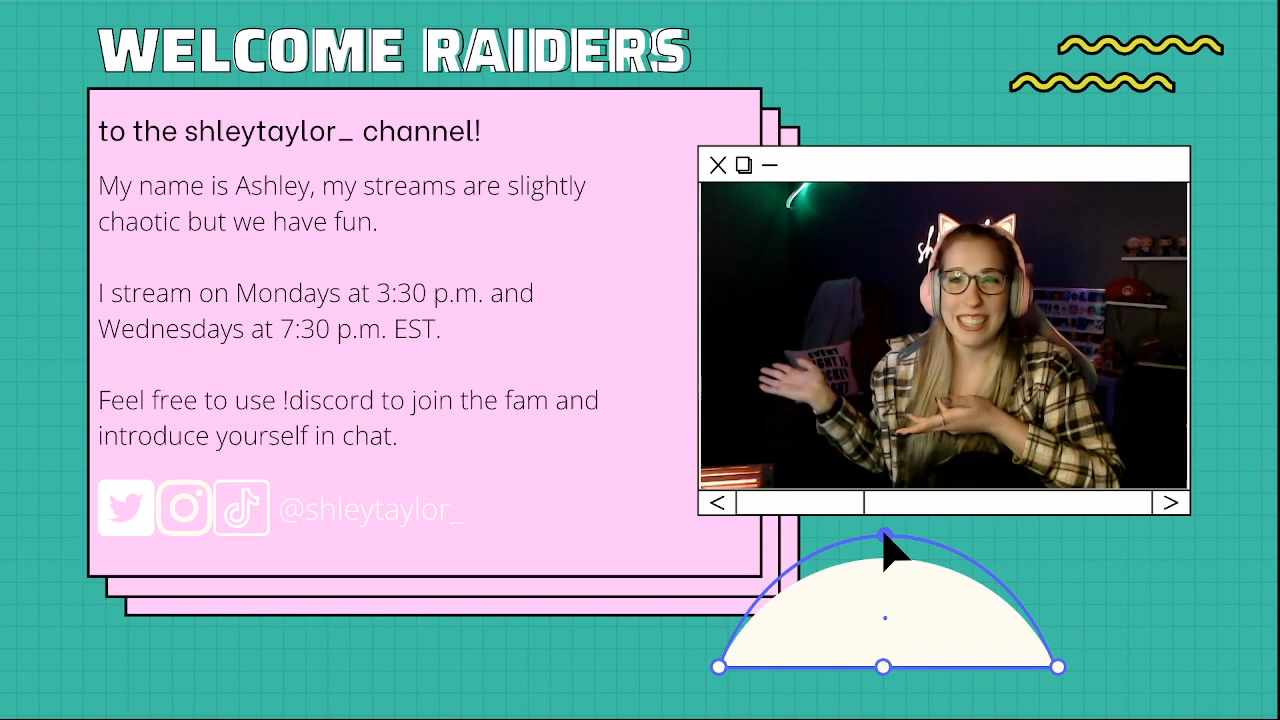 WELCOME RAIDERS
to the shleytaylor_ channel!
My name is Ashley, my streams are slightly
chaotic but we have fun.
I stream on Mondays at 3:30 p.m. and
Wednesdays at 7:30 p.m. EST.
Feel free to use !discord to join the fam and
introduce yourself in chat.
@shleytaylor_